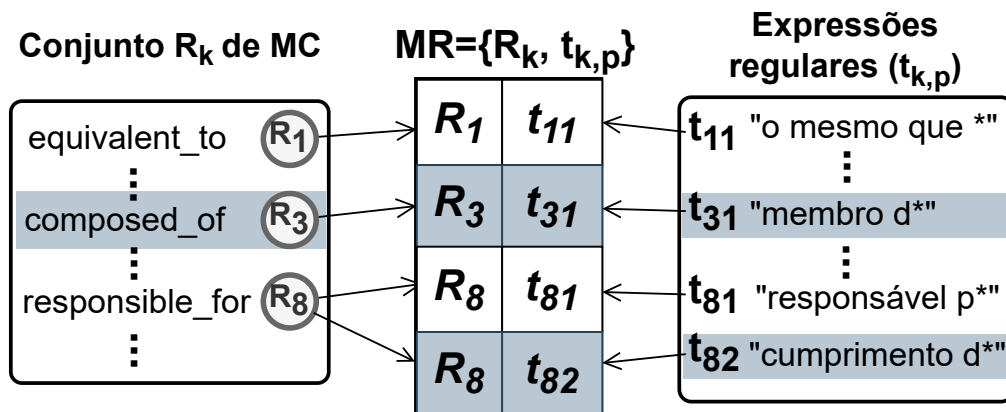 Conjunto Rk de MC
equivalent_to R1
composed_of R3
responsible_for R8
MR={Rk, tk,p}
R1 t11
R3 t31
R8 t81
R8 t82
Expressões
regulares (tk,p)
t11 "o mesmo que *"
t31 "membro d*"
t81 "responsável p*"
t82 "cumprimento d*"